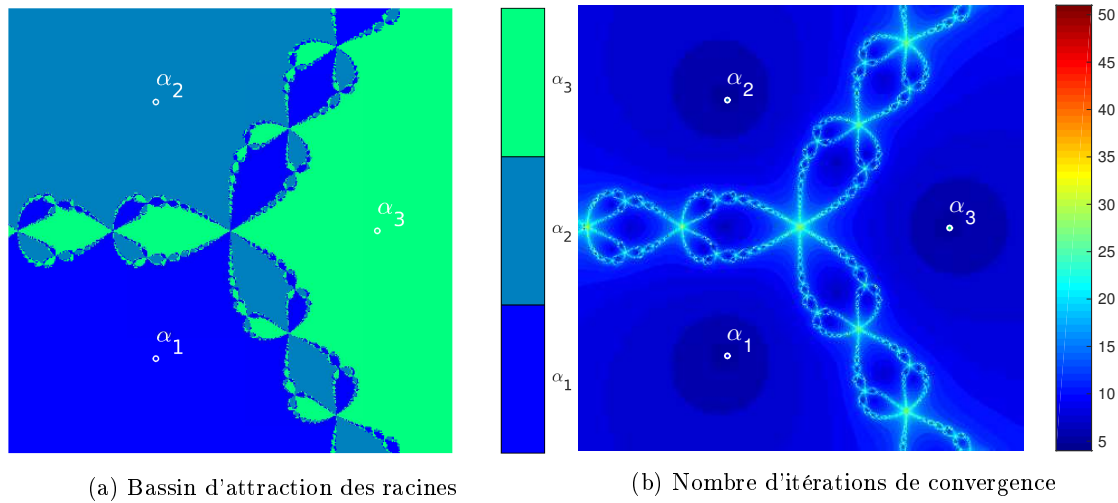 α2
α3
α1
α3
α2
α1
(a) Bassin d'attraction des racines
α2
α3
α1
50
45
40
35
30
25
20
15
10
5
(b) Nombre d'itérations de convergence